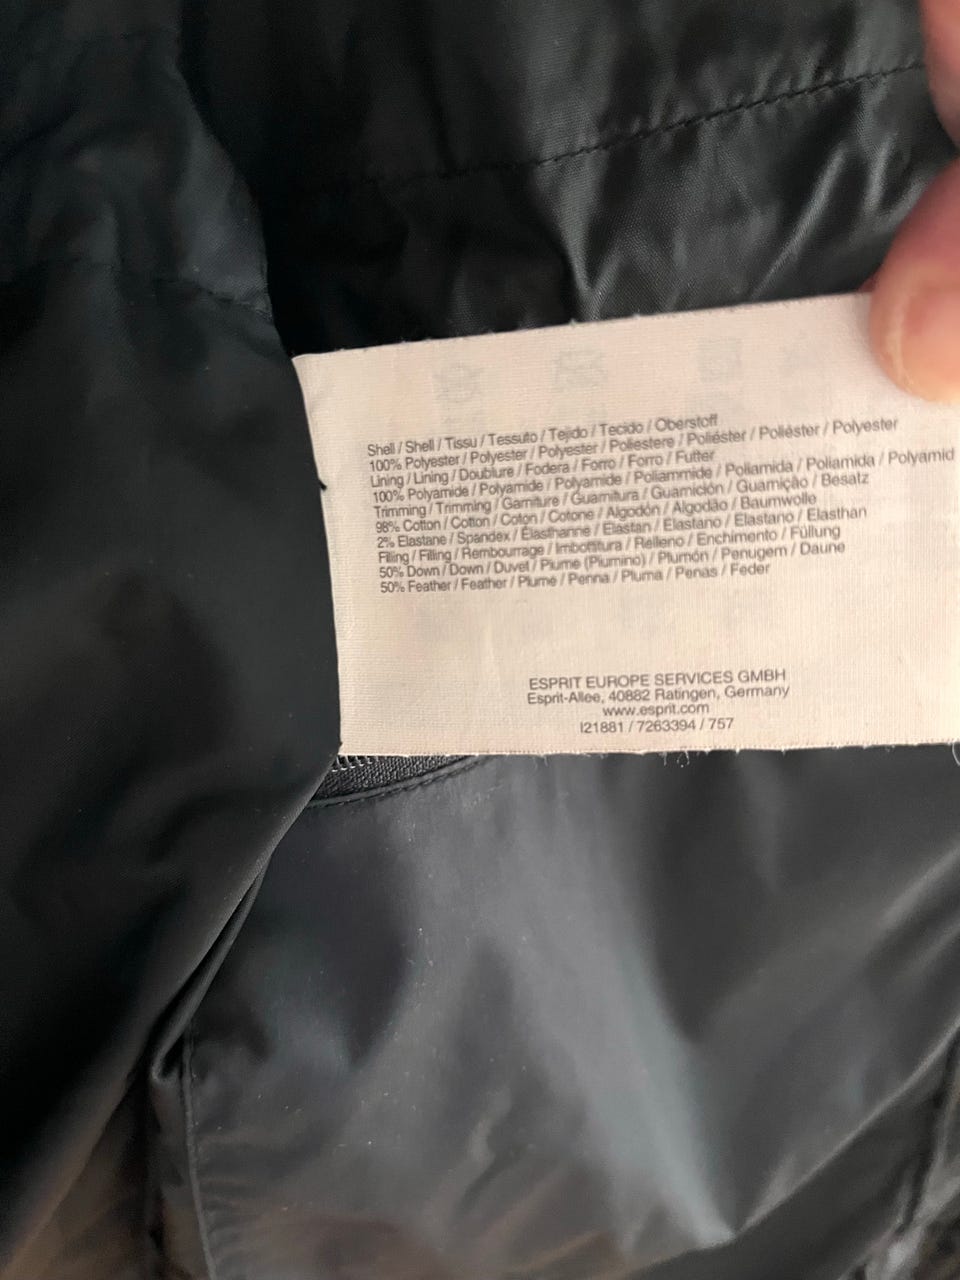 Shell / Shell / Tissu / Tessuto / Tejido / Tecido / Oberstoff
100% Polyester / Polyester / Polyester / Poliestere / Poliéster / Poliéster / Polyester
Lining / Lining / Doublure / Fodera / Forro / Forro / Futter
100% Polyamide / Polyamide / Polyamide / Poliammide / Poliamida / Poliamida / Polyamid
Trimming / Trimming / Garniture / Guarnitura / Guarnición / Guarnição / Besatz
98% Cotton / Cotton / Coton / Cotone / Algodón / Algodão / Baumwolle
2% Elastane / Spandex / Élasthanne / Elastan / Elastano / Elastano / Elasthan
Filling / Filling / Rembourrage / Imbottitura / Relleno / Enchimento / Füllung
50% Down / Down / Duvet / Piume (Piumino) / Plumón / Penugem / Daune
50% Feather / Feather / Plume / Penna / Pluma / Penas / Feder
ESPRIT EUROPE SERVICES GMBH
Esprit-Allee, 40882 Ratingen, Germany
www.esprit.com
I21881 / 7263394 / 757